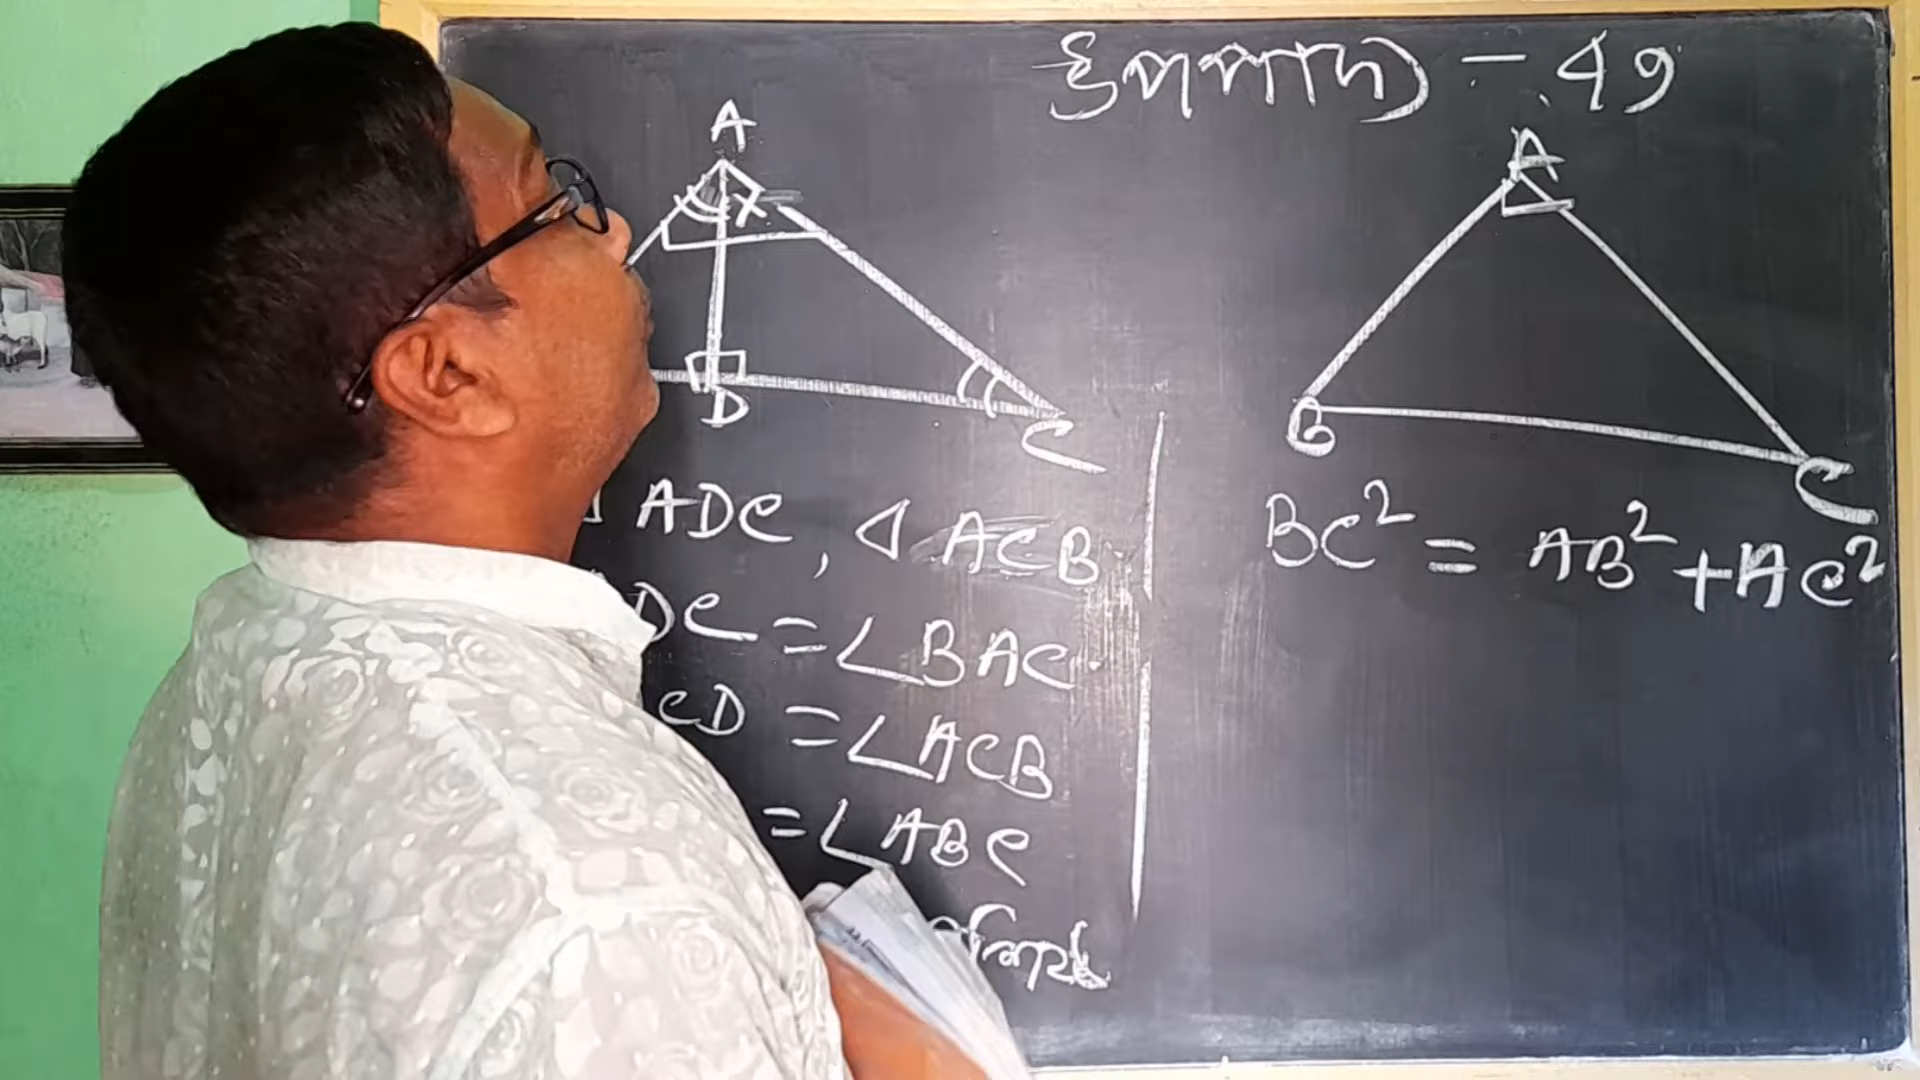 উপপাদ্য - 49
A
X
D
C
ADC, Δ ACB
DC = ∠BAC
CD = ∠ACB
= ∠ABC
A
B
C
BC² = AB² + AC²